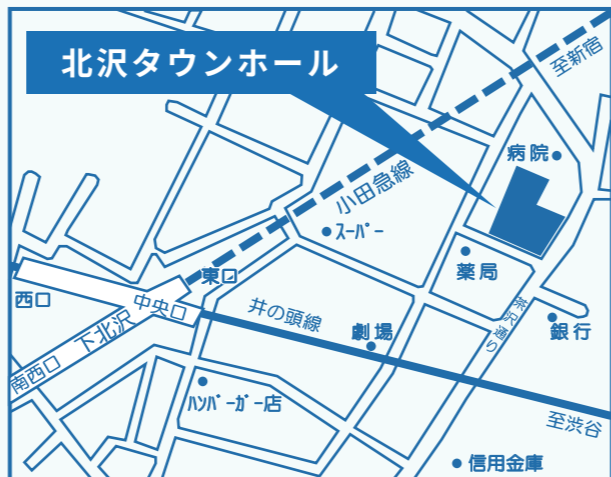 北沢タウンホール
至新宿
病院
小田急線
スーパー
薬局
東口
西口
中央口
井の頭線
劇場
茶沢通り
銀行
下北沢
南西口
ハンバーガー店
至渋谷
信用金庫